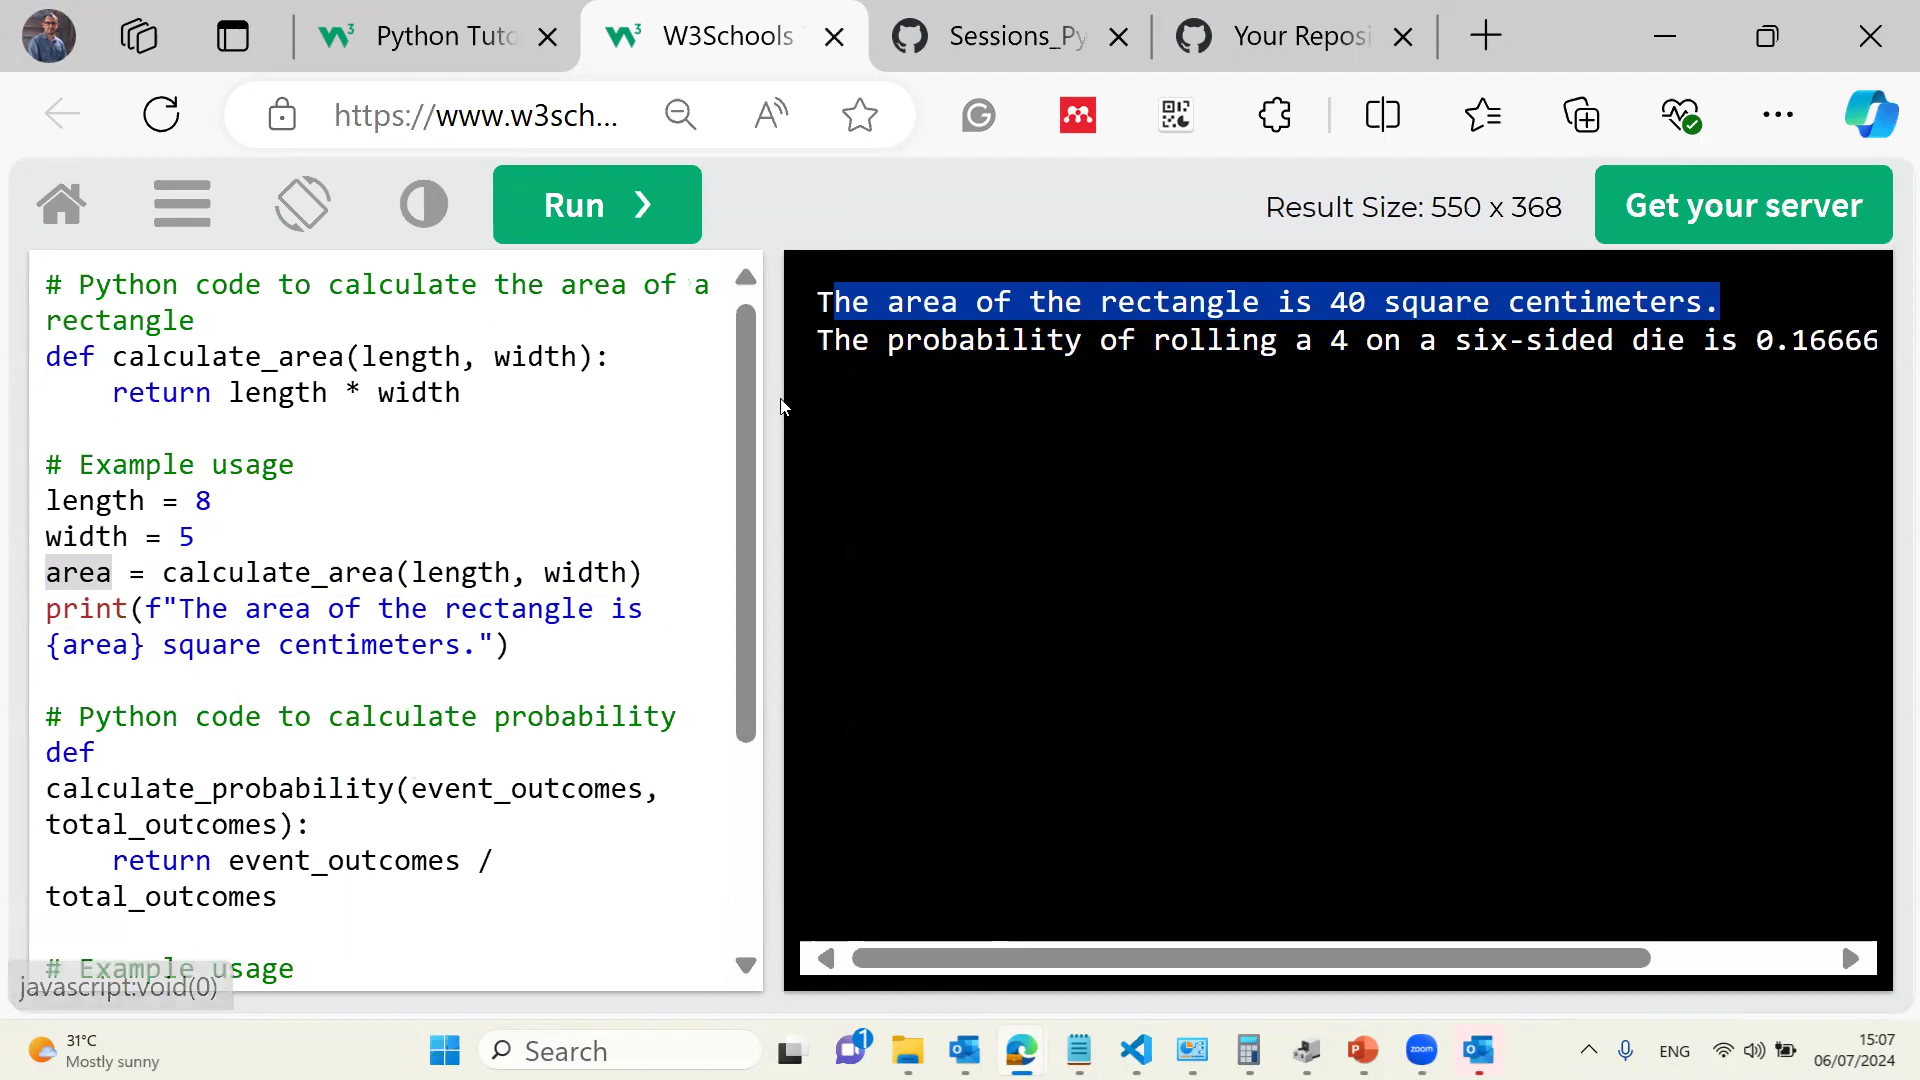 Python Tutc
W3Schools
Sessions_Py
Your Reposi
https://www.w3sch...
Run ❯
Result Size: 550 x 368
Get your server
# Python code to calculate the area of a
rectangle
def calculate_area(length, width):
    return length * width
# Example usage
length = 8
width = 5
area = calculate_area(length, width)
print(f"The area of the rectangle is
{area} square centimeters.")
# Python code to calculate probability
def
calculate_probability(event_outcomes,
total_outcomes):
    return event_outcomes /
total_outcomes
# Example usage
javascript:void(0)
The area of the rectangle is 40 square centimeters.
The probability of rolling a 4 on a six-sided die is 0.16666
31°C
Mostly sunny
Search
1
zoom
ENG
15:07
06/07/2024